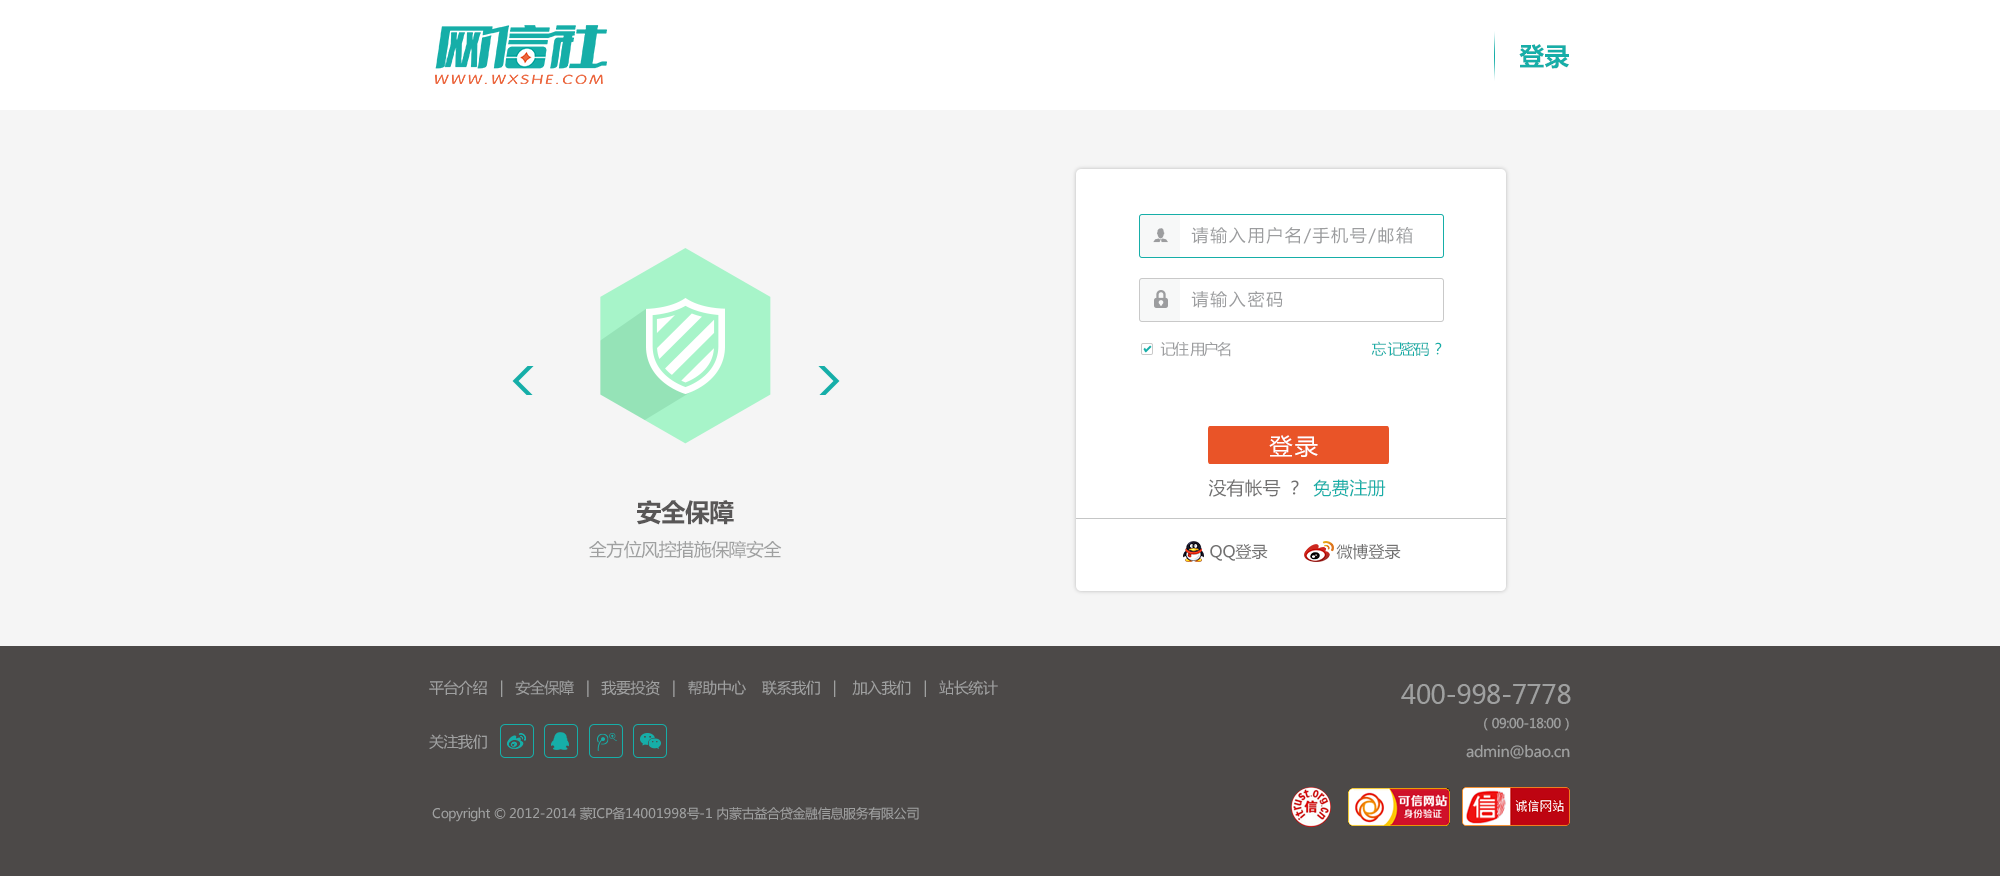 网信社
WWW.WXSHE.COM
登录
请输入用户名/手机号/邮箱
请输入密码
记住用户名
忘记密码 ?
登录
没有帐号 ? 免费注册
QQ登录 微博登录
安全保障
全方位风控措施保障安全
平台介绍 | 安全保障 | 我要投资 | 帮助中心 联系我们 | 加入我们 | 站长统计
关注我们
400-998-7778
( 09:00-18:00 )
admin@bao.cn
Copyright © 2012-2014 蒙ICP备14001998号-1 内蒙古益合贷金融信息服务有限公司
itrust.org.cn
信
可信网站
身份验证
信
诚信网站